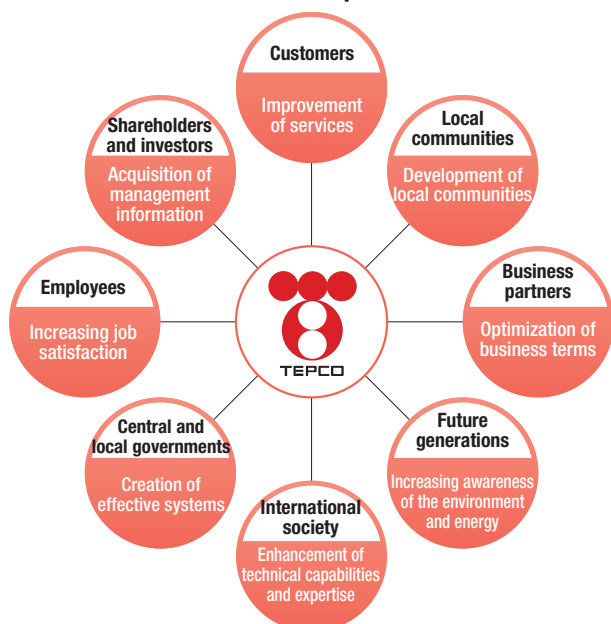 Customers
Improvement
of services
Local
communities
Development of
local communities
Business
partners
Optimization of
business terms
Future
generations
Increasing awareness
of the environment
and energy
International
society
Enhancement of
technical capabilities
and expertise
Central and
local governments
Creation of
effective systems
Employees
Increasing job
satisfaction
Shareholders
and investors
Acquisition of
management
information
TEPCO